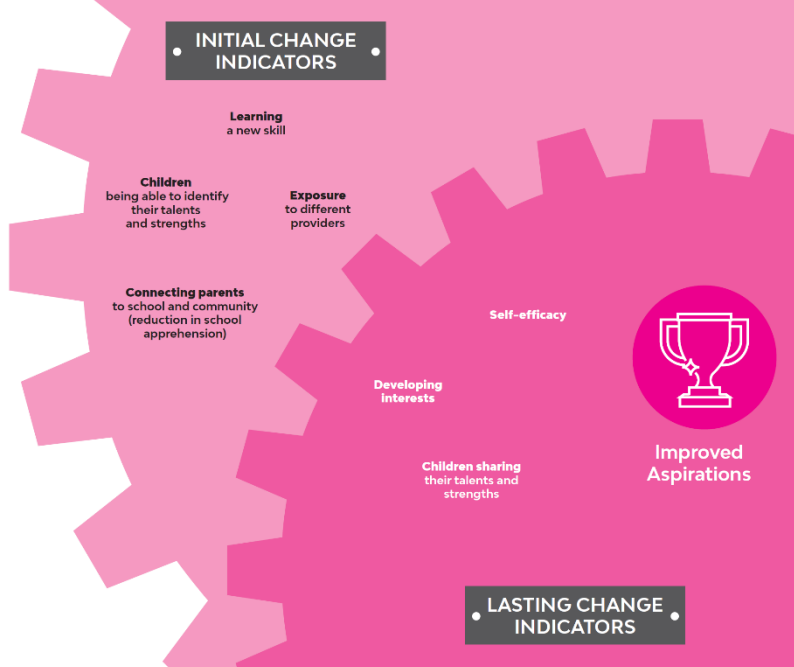 INITIAL CHANGE
INDICATORS
Learning
a new skill
Children
being able to identify
their talents
and strengths
Exposure
to different
providers
Connecting parents
to school and community
(reduction in school
apprehension)
Self-efficacy
Developing
interests
Children sharing
their talents and
strengths
Improved
Aspirations
LASTING CHANGE
INDICATORS